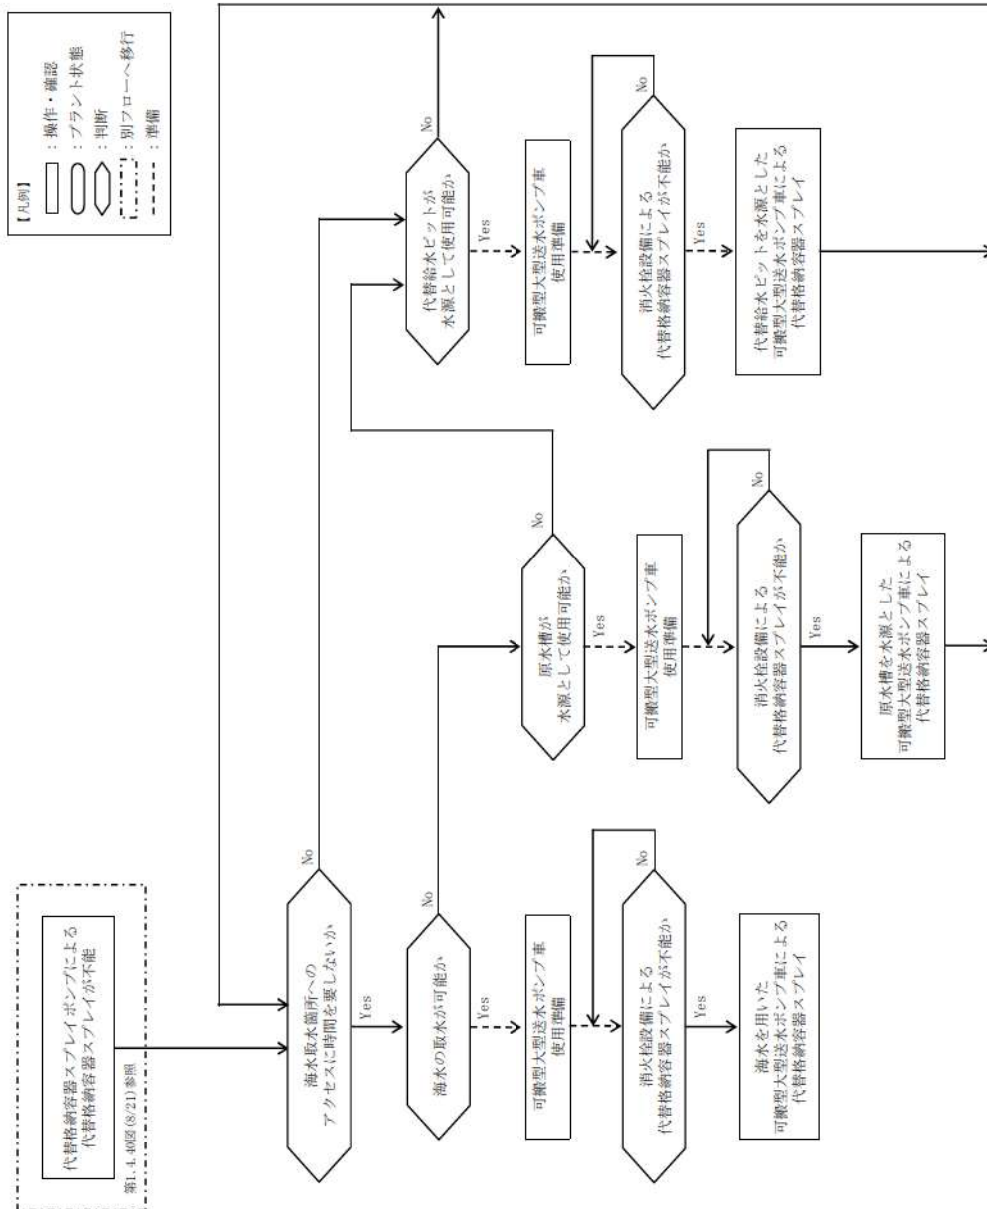 【凡例】
：操作・確認
：プラント状態
：判断
：別フローへ移行
：準備
代替格納容器スプレイポンプによる
代替格納容器スプレイが不能
第1.4.40図(8/21)参照
海水取水箇所への
アクセスに時間を要しないか
No
Yes
海水の取水が可能か
No
Yes
可搬型大型送水ポンプ車
使用準備
消火栓設備による
代替格納容器スプレイが不能か
No
Yes
海水を用いた
可搬型大型送水ポンプ車による
代替格納容器スプレイ
原水槽が
水源として使用可能か
No
Yes
可搬型大型送水ポンプ車
使用準備
消火栓設備による
代替格納容器スプレイが不能か
No
Yes
原水槽を水源とした
可搬型大型送水ポンプ車による
代替格納容器スプレイ
代替給水ピットが
水源として使用可能か
No
Yes
可搬型大型送水ポンプ車
使用準備
消火栓設備による
代替格納容器スプレイが不能か
No
Yes
代替給水ピットを水源とした
可搬型大型送水ポンプ車による
代替格納容器スプレイ